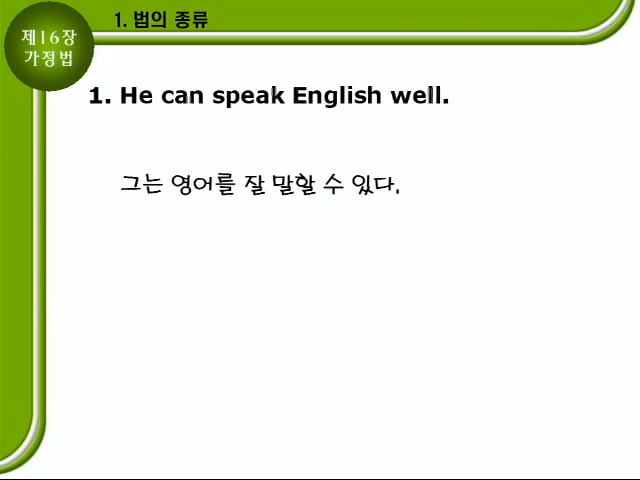 1. 법의 종류
제16장
가정법
1. He can speak English well.
그는 영어를 잘 말할 수 있다.